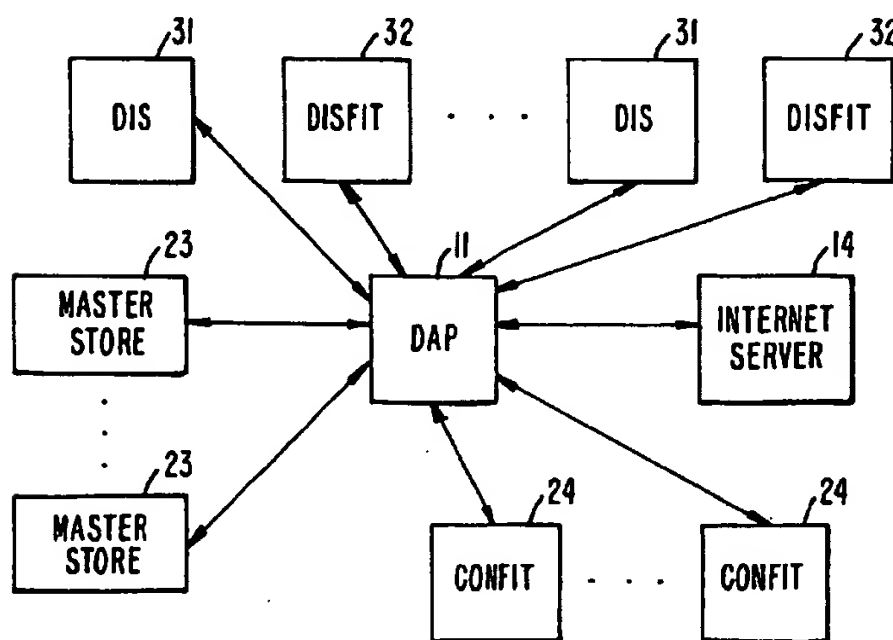 31
32
31
32
DIS
DISFIT
DIS
DISFIT
23
11
14
MASTER
STORE
DAP
INTERNET
SERVER
23
24
24
MASTER
STORE
CONFIT
CONFIT